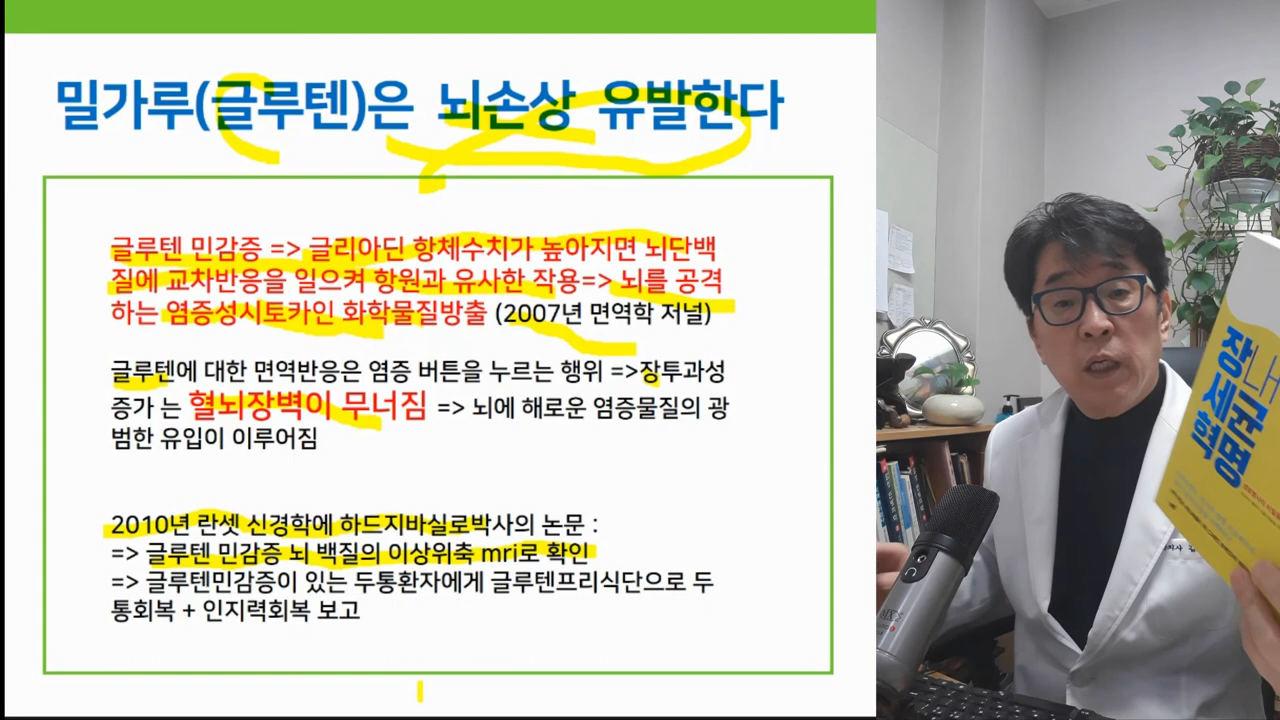 밀가루(글루텐)은 뇌손상 유발한다
글루텐 민감증 => 글리아딘 항체수치가 높아지면 뇌단백
질에 교차반응을 일으켜 항원과 유사한 작용=> 뇌를 공격
하는 염증성시토카인 화학물질방출 (2007년 면역학 저널)
글루텐에 대한 면역반응은 염증 버튼을 누르는 행위 =>장투과성
증가 는 혈뇌장벽이 무너짐 => 뇌에 해로운 염증물질의 광
범한 유입이 이루어짐
2010년 란셋 신경학에 하드지바실로박사의 논문 :
=> 글루텐 민감증 뇌 백질의 이상위축 mri로 확인
=> 글루텐민감증이 있는 두통환자에게 글루텐프리식단으로 두
통회복 + 인지력회복 보고
장내
세균
혁명